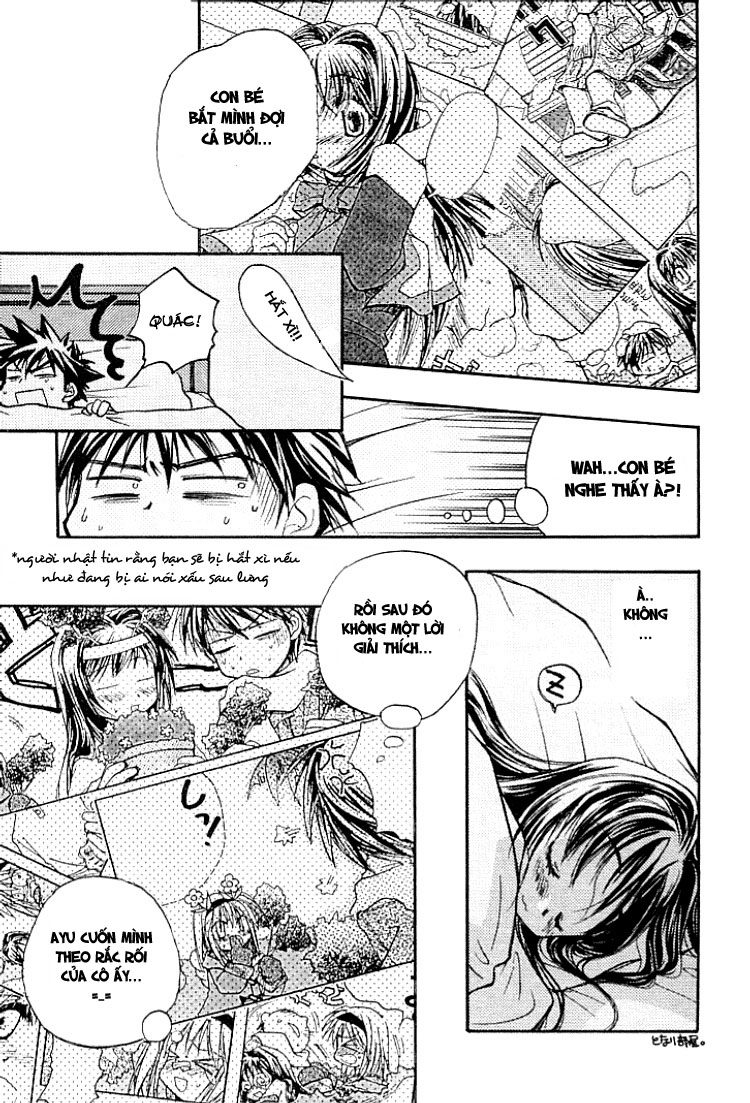 CON BÉ
BẮT MÌNH ĐỢI
CẢ BUỔI...
HẮT XÌ!!
QUÁC!
WAH...CON BÉ
NGHE THẤY À?!
*người nhật tin rằng bạn sẽ bị hắt xì nếu
như đang bị ai nói xấu sau lưng
À..
KHÔNG
...
Z
RỒI SAU ĐÓ
KHÔNG MỘT LỜI
GIẢI THÍCH...
しっ!
AYU CUỐN MÌNH
THEO RẮC RỐI
CỦA CÔ ẤY...
=_=
となり部屋。